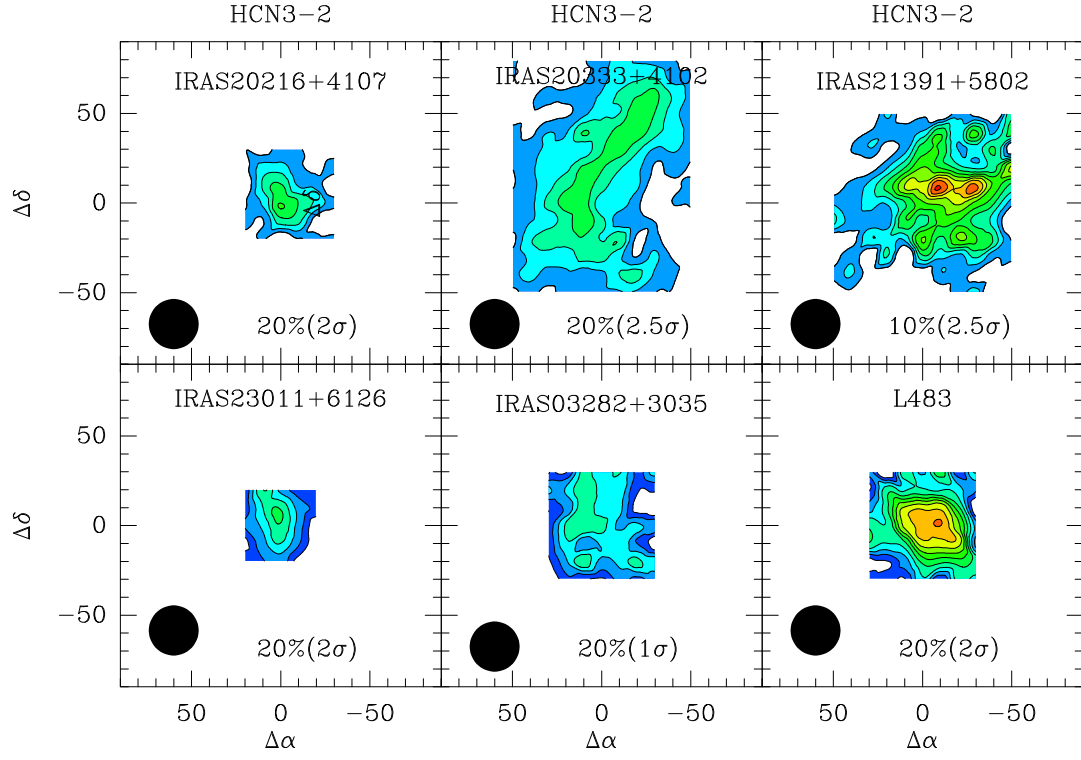 HCN3−2 HCN3−2 HCN3−2
IRAS20216+4107 IRAS20333+4102 IRAS21391+5802
50
Δδ 0
−50
20%(2σ) 20%(2.5σ) 10%(2.5σ)
IRAS23011+6126 IRAS03282+3035 L483
50
Δδ 0
−50
20%(2σ) 20%(1σ) 20%(2σ)
50 0 −50 50 0 −50 50 0 −50
Δα Δα Δα